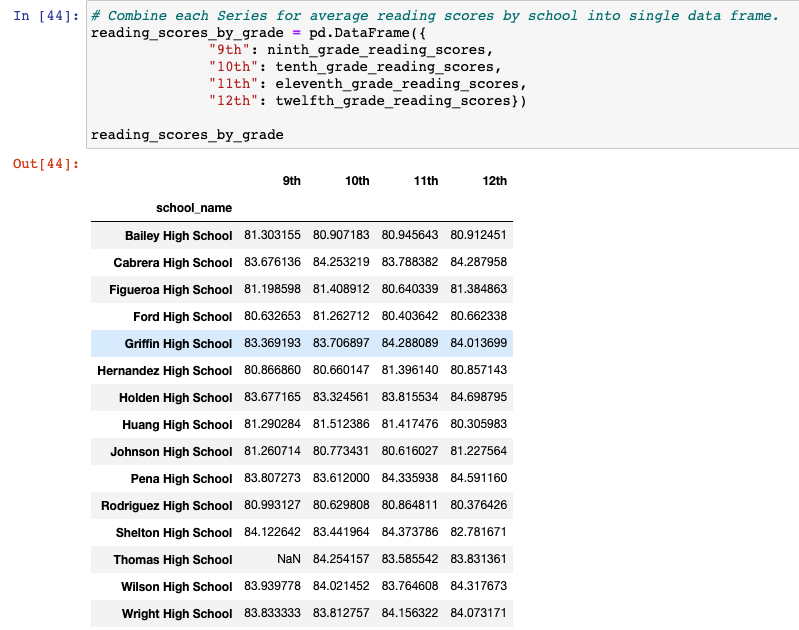 In [44]: # Combine each Series for average reading scores by school into single data frame.
reading_scores_by_grade = pd.DataFrame({
"9th": ninth_grade_reading_scores,
"10th": tenth_grade_reading_scores,
"11th": eleventh_grade_reading_scores,
"12th": twelfth_grade_reading_scores})
reading_scores_by_grade
Out[44]:
9th 10th 11th 12th
school_name
Bailey High School 81.303155 80.907183 80.945643 80.912451
Cabrera High School 83.676136 84.253219 83.788382 84.287958
Figueroa High School 81.198598 81.408912 80.640339 81.384863
Ford High School 80.632653 81.262712 80.403642 80.662338
Griffin High School 83.369193 83.706897 84.288089 84.013699
Hernandez High School 80.866860 80.660147 81.396140 80.857143
Holden High School 83.677165 83.324561 83.815534 84.698795
Huang High School 81.290284 81.512386 81.417476 80.305983
Johnson High School 81.260714 80.773431 80.616027 81.227564
Pena High School 83.807273 83.612000 84.335938 84.591160
Rodriguez High School 80.993127 80.629808 80.864811 80.376426
Shelton High School 84.122642 83.441964 84.373786 82.781671
Thomas High School NaN 84.254157 83.585542 83.831361
Wilson High School 83.939778 84.021452 83.764608 84.317673
Wright High School 83.833333 83.812757 84.156322 84.073171